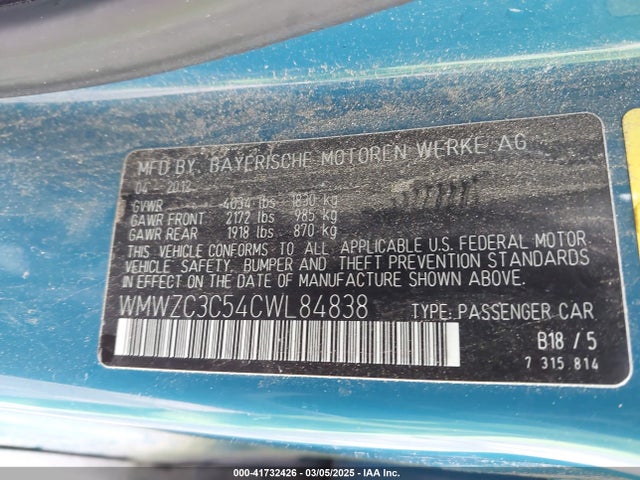 MFD BY. BAYERISCHE MOTOREN WERKE AG
04 - 2012
GVWR 4034 lbs 1830 kg
GAWR FRONT 2172 lbs 985 kg
GAWR REAR 1918 lbs 870 kg
THIS VEHICLE CONFORMS TO ALL APPLICABLE U.S. FEDERAL MOTOR
VEHICLE SAFETY, BUMPER AND THEFT PREVENTION STANDARDS
IN EFFECT ON DATE OF MANUFACTURE SHOWN ABOVE.
WMWZC3C54CWL84838 TYPE: PASSENGER CAR
B18 / 5
7 315 814
000-41732426 - 03/05/2025 - IAA Inc.